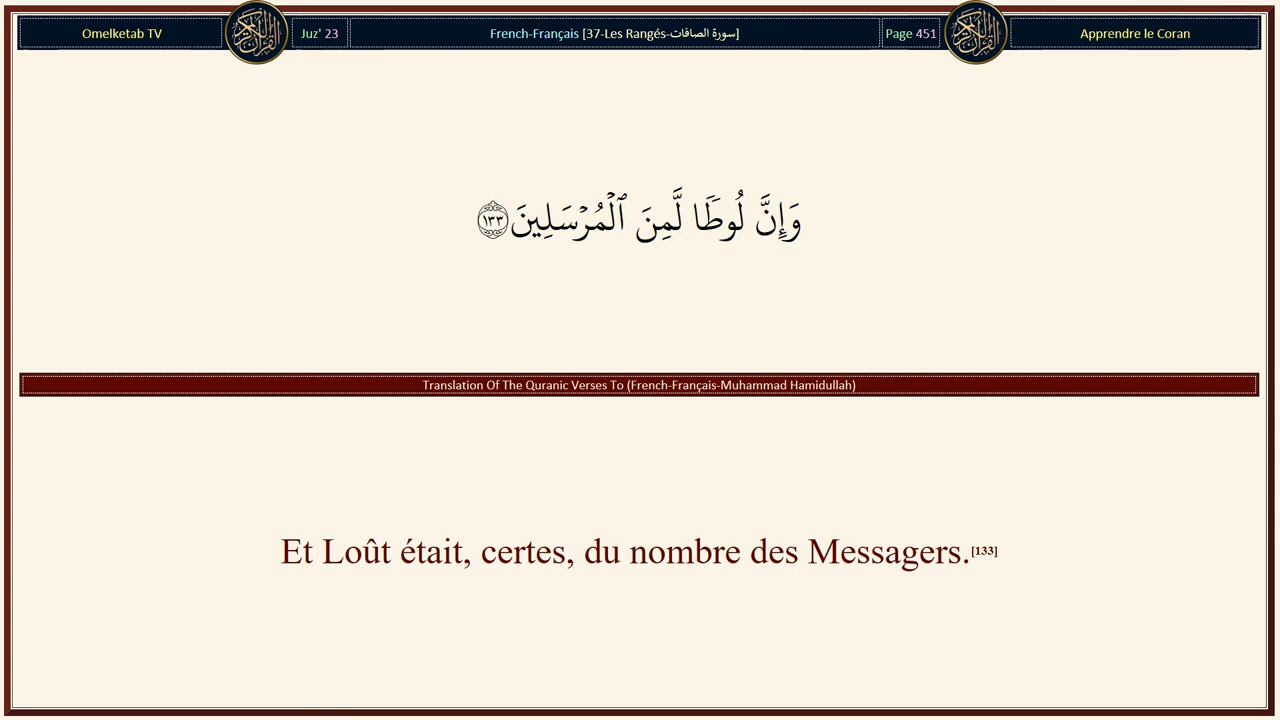 Omelketab TV
Juz' 23
French-Français [37-Les Rangés-سورة الصافات]
Page 451
Apprendre le Coran
وَإِنَّ لُوطٗا لَّمِنَ ٱلۡمُرۡسَلِينَ ١٣٣
Translation Of The Quranic Verses To (French-Français-Muhammad Hamidullah)
Et Loût était, certes, du nombre des Messagers.[133]